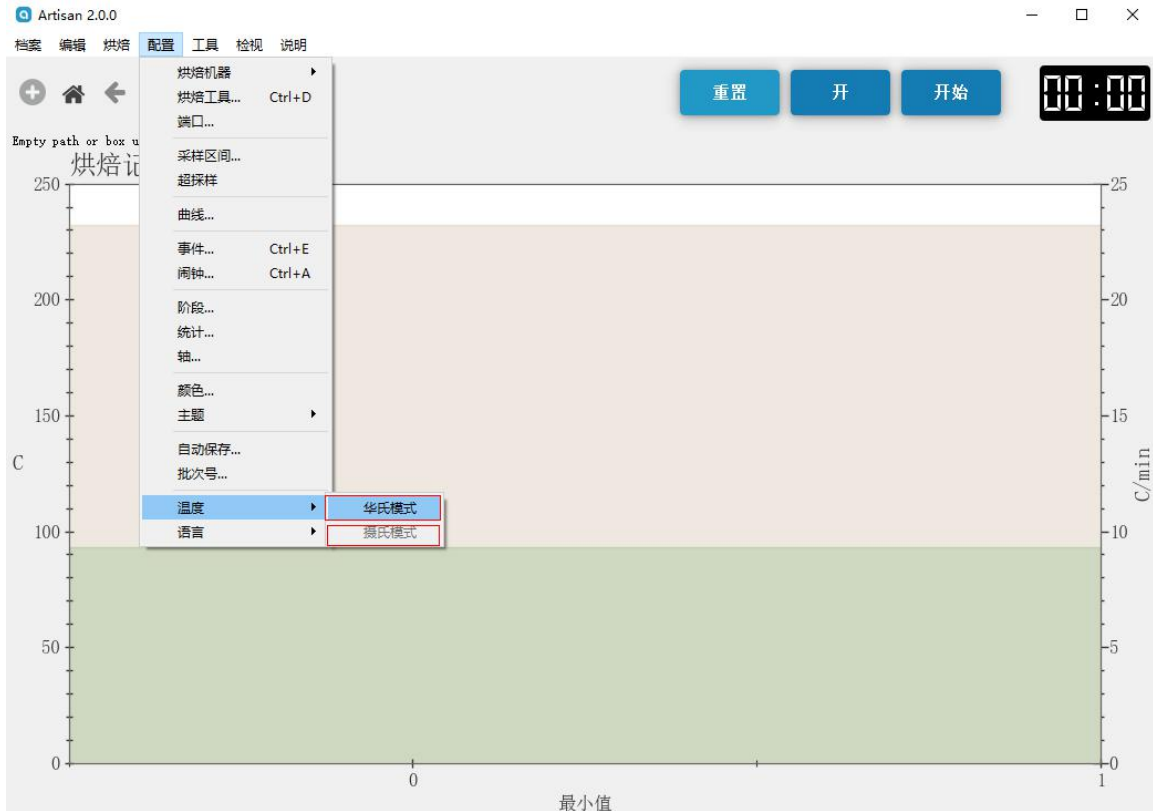 Artisan 2.0.0
档案 编辑 烘焙 配置 工具 检视 说明
重置 开 开始 00:00
Empty path or box u
烘焙记
烘焙机器
烘焙工具... Ctrl+D
端口...
采样区间...
超采样
曲线...
事件... Ctrl+E
闹钟... Ctrl+A
阶段...
统计...
轴...
颜色...
主题
自动保存...
批次号...
温度
语言
华氏模式
摄氏模式
250
200
150
100
50
0
C
25
20
15
10
5
0
C/min
0 1
最小值